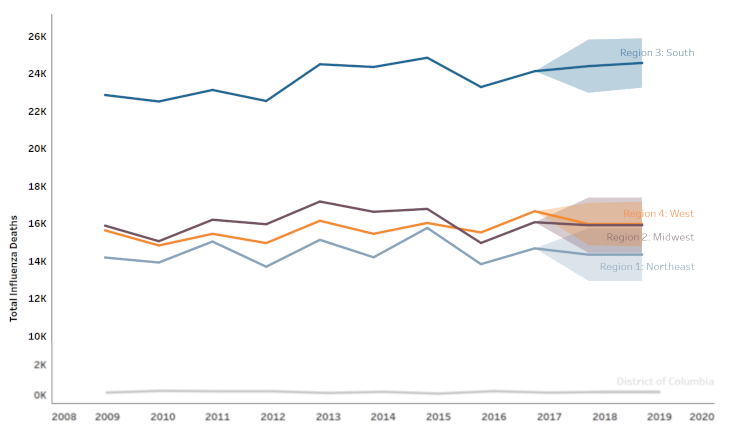 26K
Region 3: South
24K
22K
20K
18K
Region 4: West
16K
Region 2: Midwest
14K
Region 1: Northeast
12K
10K
Total Influenza Deaths
2K
District of Columbia
0K
2008 2009 2010 2011 2012 2013 2014 2015 2016 2017 2018 2019 2020